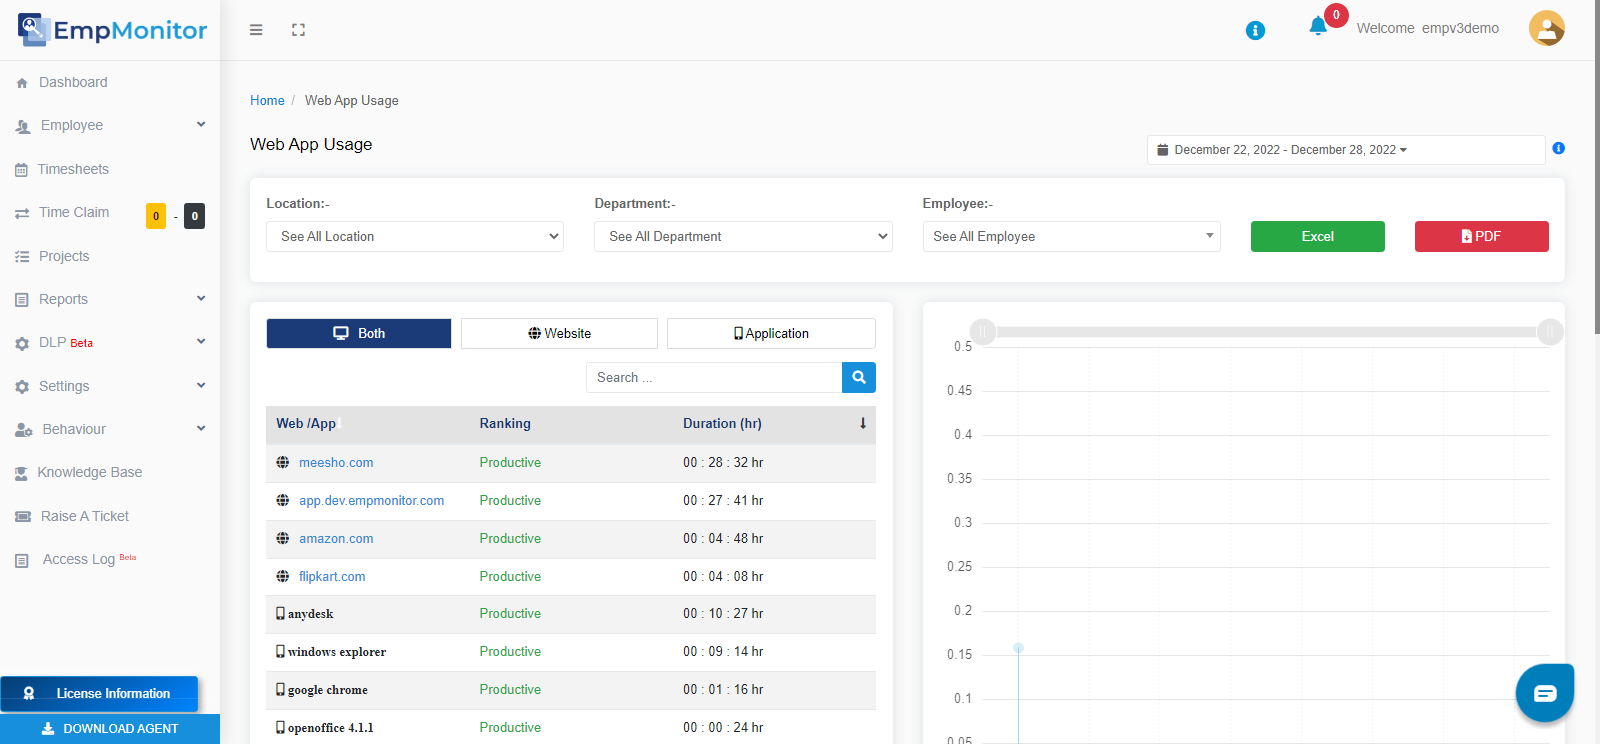 EmpMonitor
0
Welcome empv3demo
Dashboard
Employee
Timesheets
Time Claim 0 - 0
Projects
Reports
DLP Beta
Settings
Behaviour
Knowledge Base
Raise A Ticket
Access Log Beta
License Information
DOWNLOAD AGENT
Home / Web App Usage
Web App Usage
December 22, 2022 - December 28, 2022
Location:- Department:- Employee:-
See All Location See All Department See All Employee Excel PDF
Both Website Application
Search ...
Web /App Ranking Duration (hr)
meesho.com Productive 00 : 28 : 32 hr
app.dev.empmonitor.com Productive 00 : 27 : 41 hr
amazon.com Productive 00 : 04 : 48 hr
flipkart.com Productive 00 : 04 : 08 hr
anydesk Productive 00 : 10 : 27 hr
windows explorer Productive 00 : 09 : 14 hr
google chrome Productive 00 : 01 : 16 hr
openoffice 4.1.1 Productive 00 : 00 : 24 hr
0.5
0.45
0.4
0.35
0.3
0.25
0.2
0.15
0.1
0.05